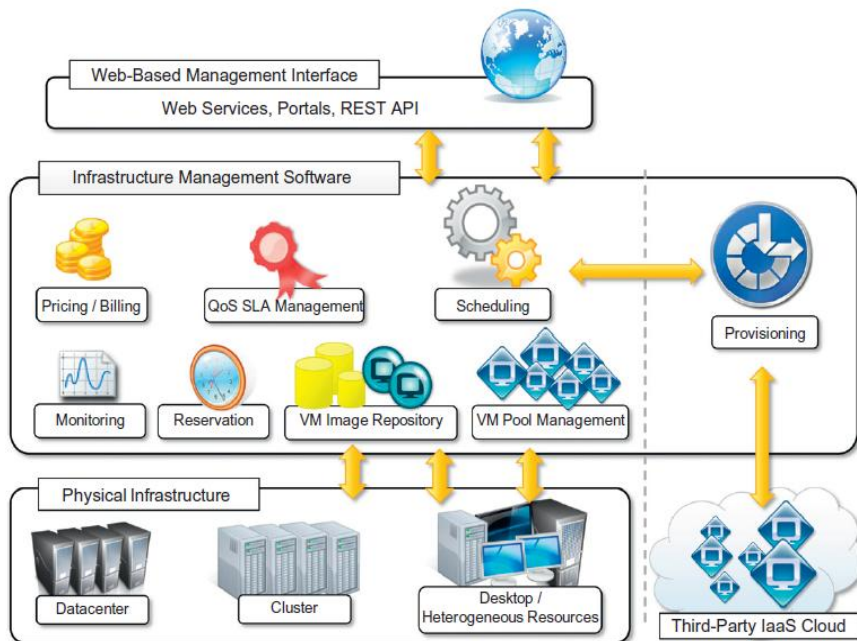 Web-Based Management Interface
Web Services, Portals, REST API
Infrastructure Management Software
Pricing / Billing
QoS SLA Management
Scheduling
Provisioning
Monitoring
Reservation
VM Image Repository
VM Pool Management
Physical Infrastructure
Datacenter
Cluster
Desktop /
Heterogeneous Resources
Third-Party IaaS Cloud